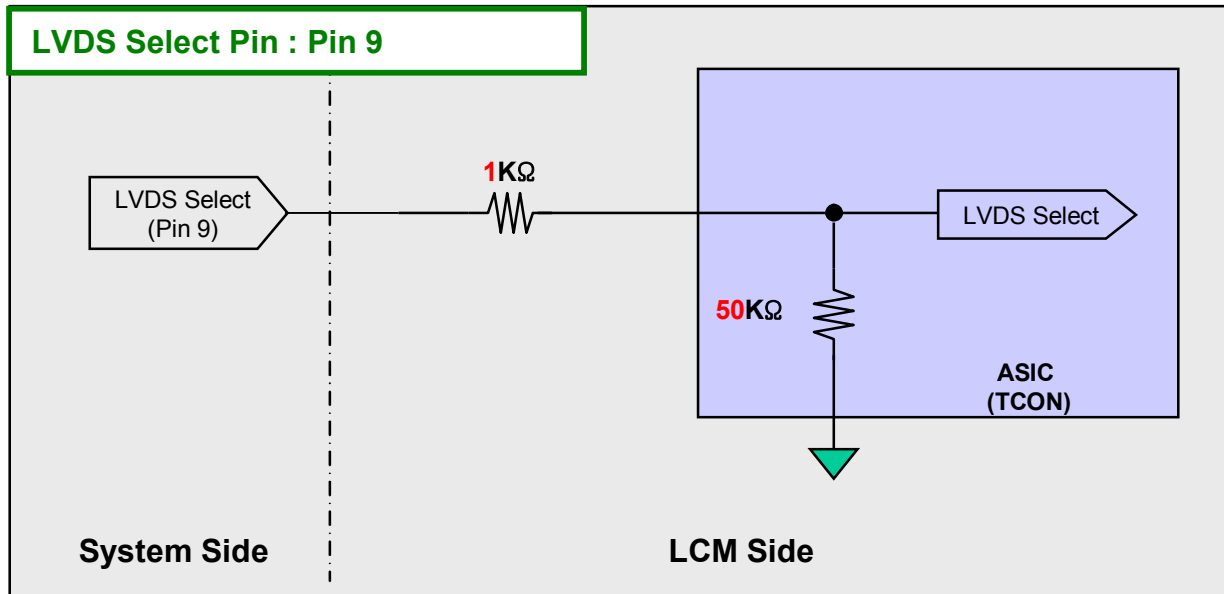 LVDS Select Pin : Pin 9
1KΩ
LVDS Select
(Pin 9)
LVDS Select
50KΩ
ASIC
(TCON)
System Side
LCM Side